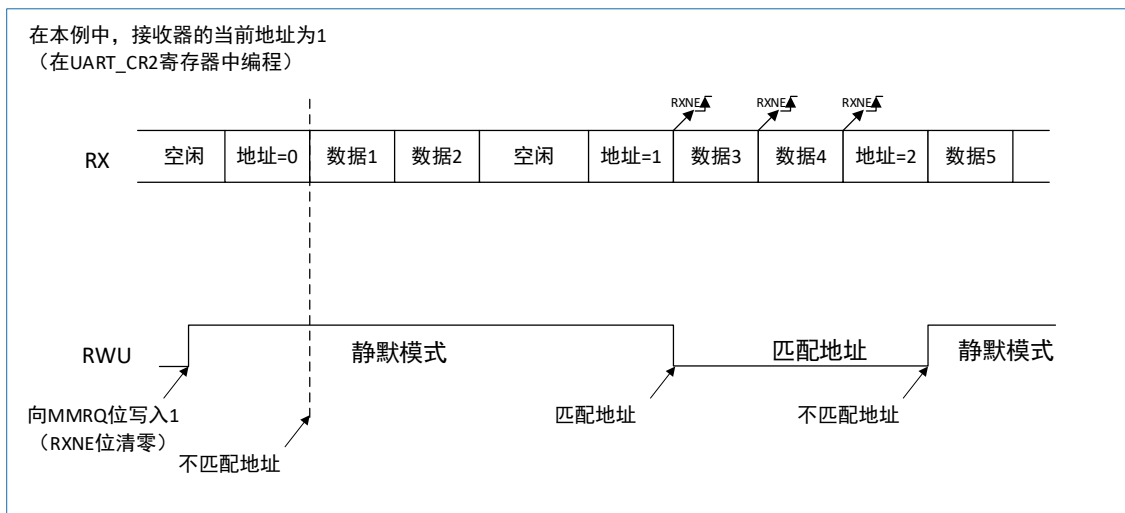 在本例中，接收器的当前地址为1
（在UART_CR2寄存器中编程）
RXNE RXNE RXNE
RX 空闲 地址=0 数据1 数据2 空闲 地址=1 数据3 数据4 地址=2 数据5
RWU 静默模式 匹配地址 静默模式
向MMRQ位写入1
（RXNE位清零）
不匹配地址
匹配地址
不匹配地址